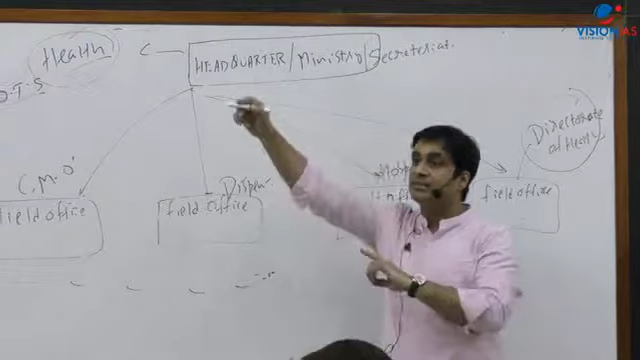 VISION IAS
Health
C — HEADQUARTER/Ministry Secretariat.
O.T.S
Directorate
of Health
C.M.O'
Dispen
field office
field office
field office